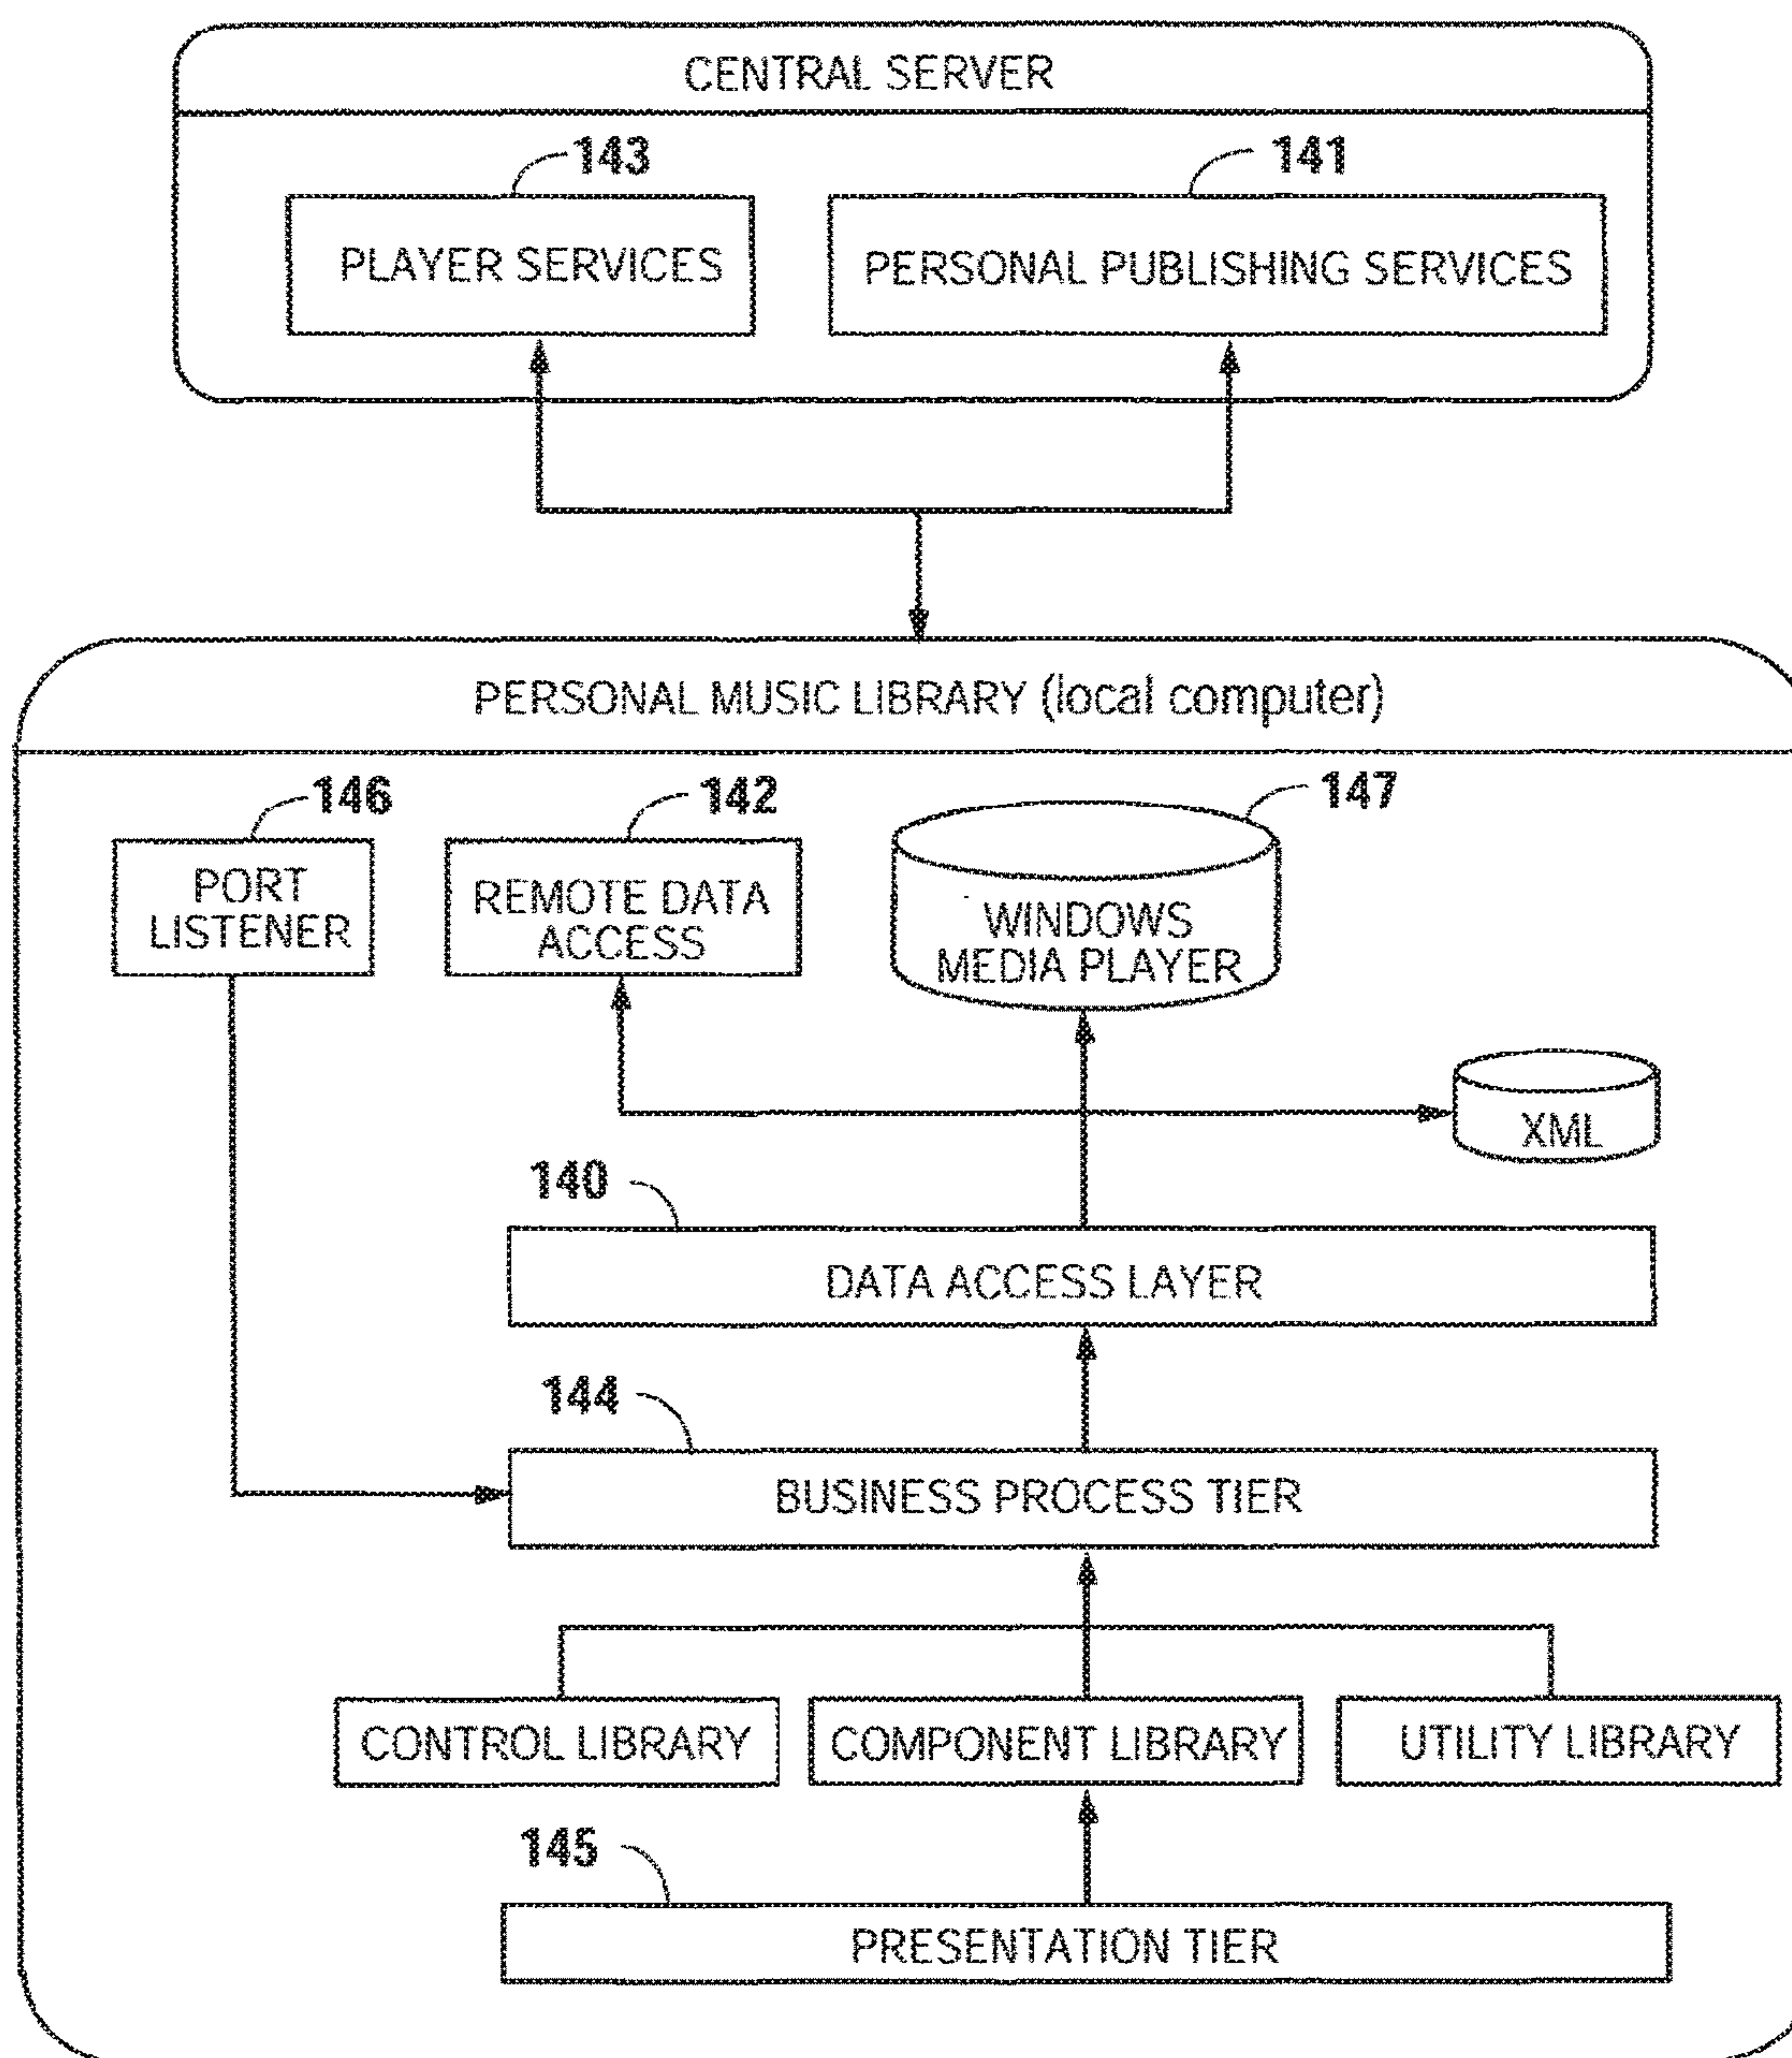 CENTRAL SERVER
143
141
PLAYER SERVICES
PERSONAL PUBLISHING SERVICES
PERSONAL MUSIC LIBRARY (local computer)
146
142
147
PORT
LISTENER
REMOTE DATA
ACCESS
WINDOWS
MEDIA PLAYER
XML
140
DATA ACCESS LAYER
144
BUSINESS PROCESS TIER
CONTROL LIBRARY
COMPONENT LIBRARY
UTILITY LIBRARY
145
PRESENTATION TIER